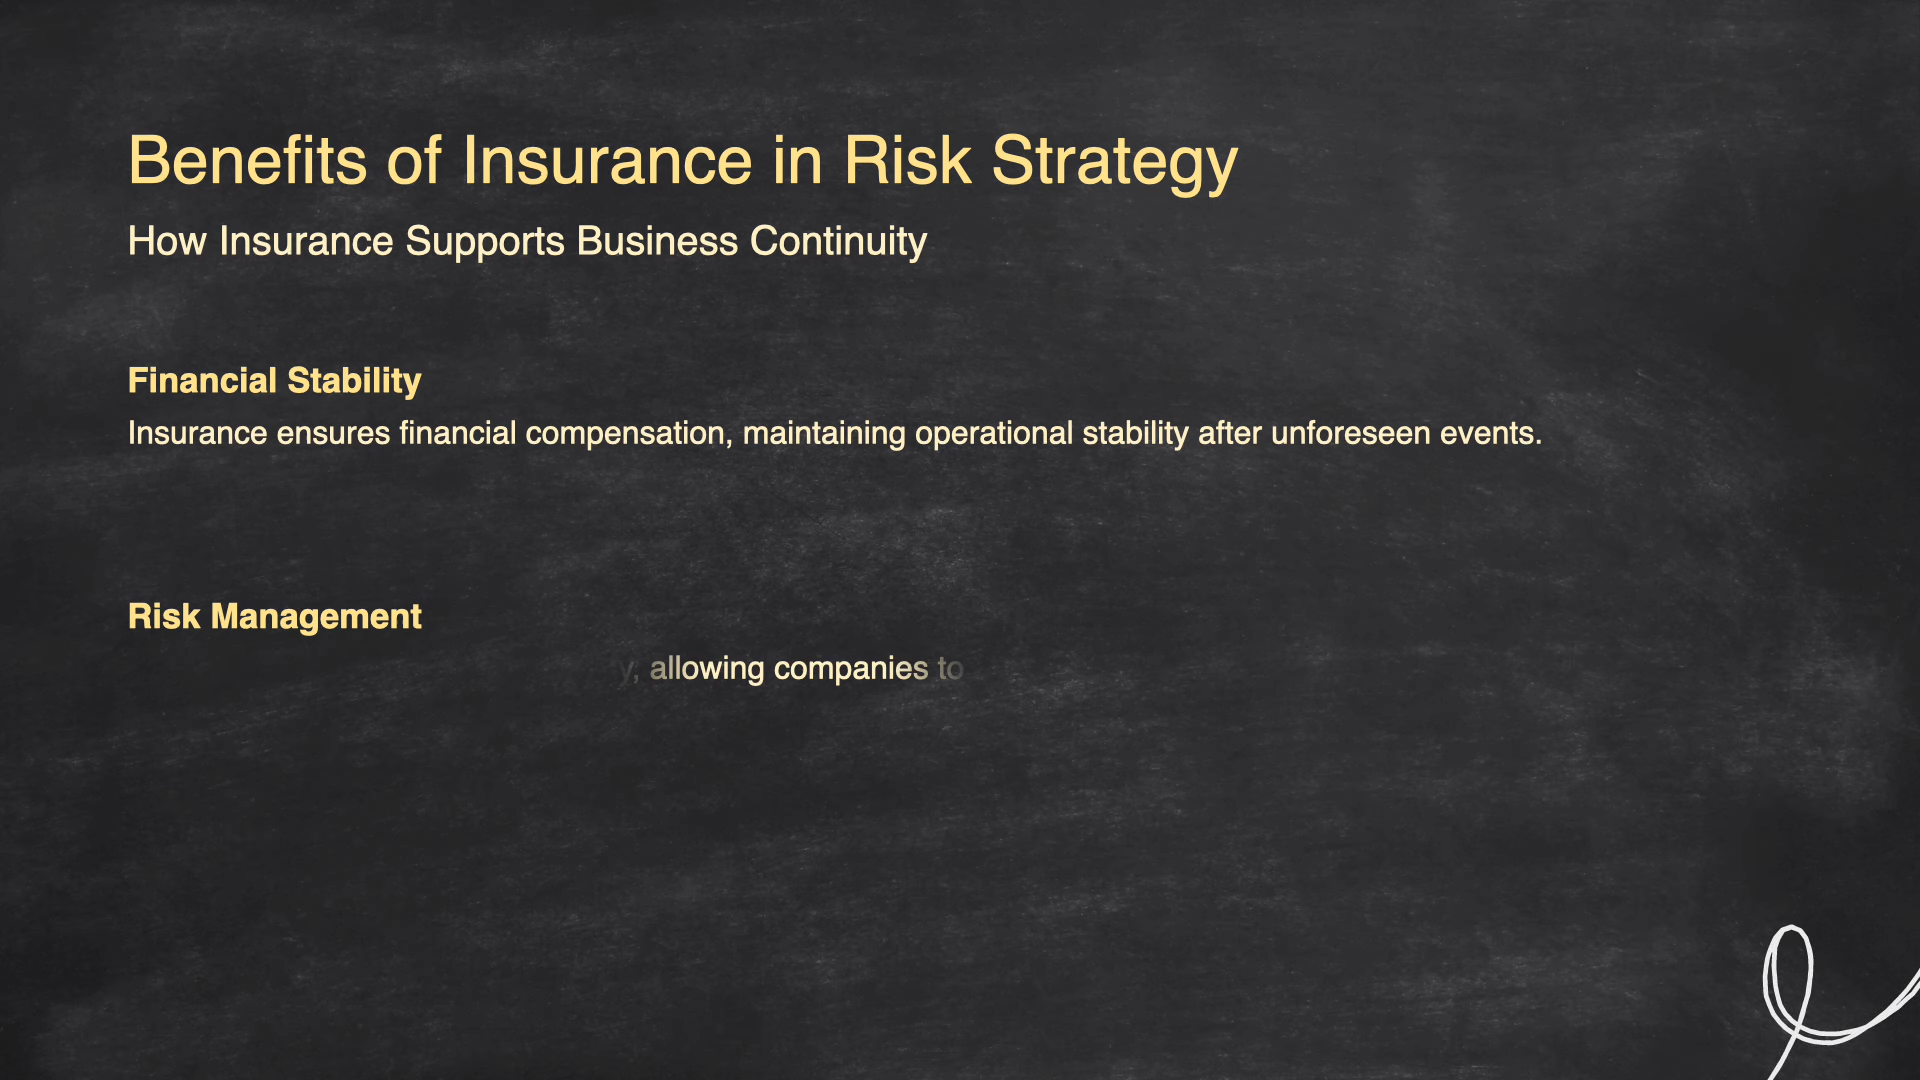 Benefits of Insurance in Risk Strategy
How Insurance Supports Business Continuity
Financial Stability
Insurance ensures financial compensation, maintaining operational stability after unforeseen events.
Risk Management
allowing companies to